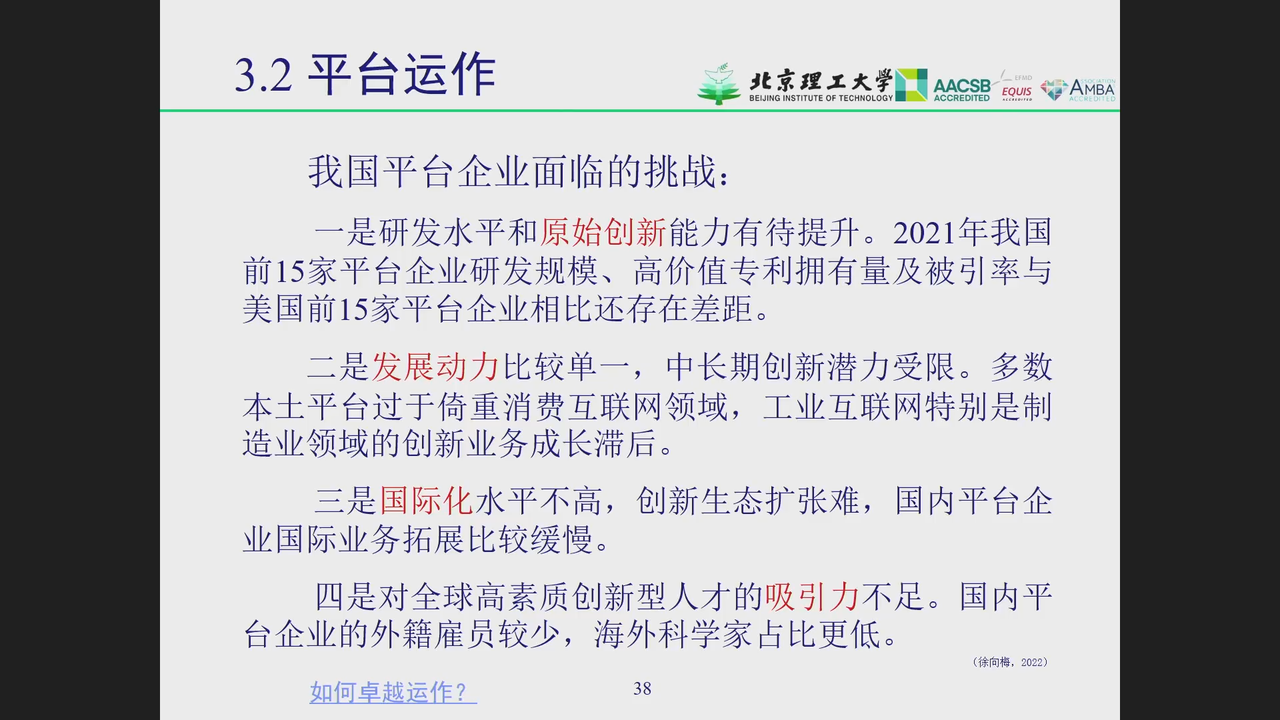 3.2 平台运作
北京理工大学
BEIJING INSTITUTE OF TECHNOLOGY
AACSB
ACCREDITED
EFMD
EQUIS
ACCREDITED
ASSOCIATION
AMBA
ACCREDITED
我国平台企业面临的挑战：
一是研发水平和原始创新能力有待提升。2021年我国
前15家平台企业研发规模、高价值专利拥有量及被引率与
美国前15家平台企业相比还存在差距。
二是发展动力比较单一，中长期创新潜力受限。多数
本土平台过于倚重消费互联网领域，工业互联网特别是制
造业领域的创新业务成长滞后。
三是国际化水平不高，创新生态扩张难，国内平台企
业国际业务拓展比较缓慢。
四是对全球高素质创新型人才的吸引力不足。国内平
台企业的外籍雇员较少，海外科学家占比更低。
（徐向梅，2022）
如何卓越运作？
38